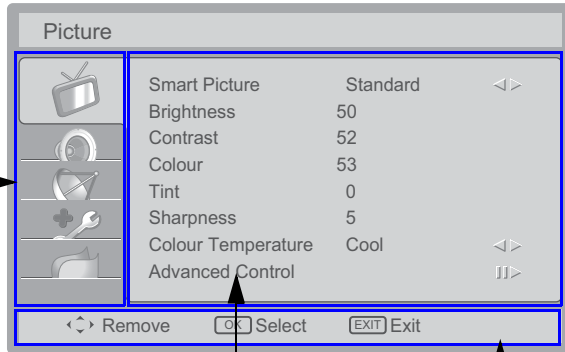 Picture
Smart Picture Standard
Brightness 50
Contrast 52
Colour 53
Tint 0
Sharpness 5
Colour Temperature Cool
Advanced Control
Remove OK Select EXIT Exit